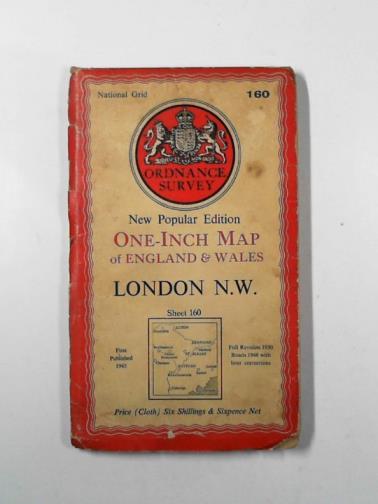 National Grid 160
ORDNANCE
SURVEY
New Popular Edition
ONE-INCH MAP
of ENGLAND & WALES
LONDON N.W.
Sheet 160
First
Published
1945
Full Revision 1930
Roads 1946 with
later corrections
Price (Cloth) Six Shillings & Sixpence Net